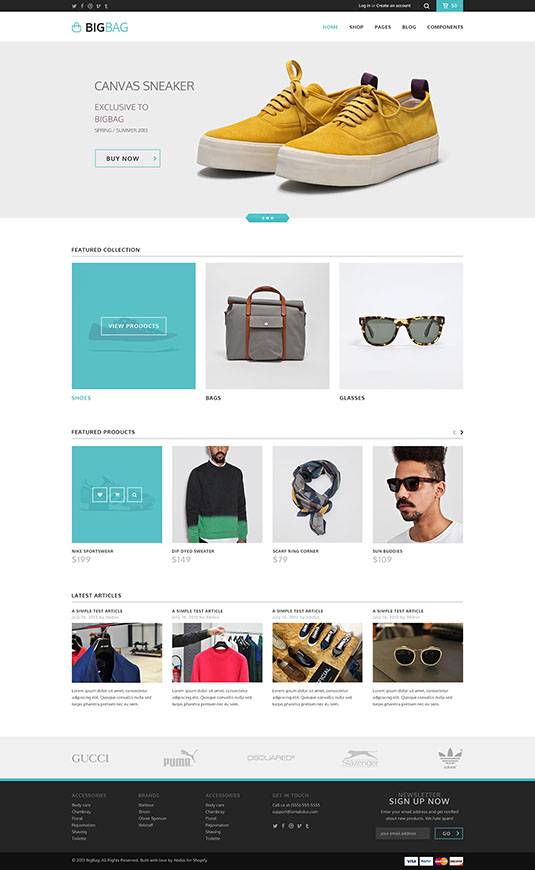 Log in or Create an account
$0
BIGBAG
HOME SHOP PAGES BLOG COMPONENTS
CANVAS SNEAKER
EXCLUSIVE TO
BIGBAG
SPRING / SUMMER 2013
BUY NOW
FEATURED COLLECTION
VIEW PRODUCTS
SHOES
BAGS
GLASSES
FEATURED PRODUCTS
NIKE SPORTSWEAR
$199
DIP DYED SWEATER
$149
SCARF RING CORNER
$79
SUN BUDDIES
$109
LATEST ARTICLES
A SIMPLE TEST ARTICLE
July 16, 2013 by Abdus
Lorem ipsum dolor sit amet, consectetur
adipiscing elit. Quisque convallis metus sed
turpis pharetra pretium nec eu sem.
A SIMPLE TEST ARTICLE
July 16, 2013 by Abdus
Lorem ipsum dolor sit amet, consectetur
adipiscing elit. Quisque convallis metus sed
turpis pharetra pretium nec eu sem.
A SIMPLE TEST ARTICLE
July 16, 2013 by Abdus
OFFICIAL
Lorem ipsum dolor sit amet, consectetur
adipiscing elit. Quisque convallis metus sed
turpis pharetra pretium nec eu sem.
A SIMPLE TEST ARTICLE
July 16, 2013 by Abdus
Lorem ipsum dolor sit amet, consectetur
adipiscing elit. Quisque convallis metus sed
turpis pharetra pretium nec eu sem.
GUCCI
PUMA
DSQUARED2
Slazenger
adidas
ACCESSORIES
Body care
Chambray
Floral
Rejuvination
Shaving
Toilette
BRANDS
Barbour
Brixon
Oliver Spencer
Rebstaff
ACCESSORIES
Body care
Chambray
Floral
Rejuvination
Shaving
Toilette
GET IN TOUCH
Call us at (555) 555-5555
NEWSLETTER
SIGN UP NOW
Enter your email address and get notified
about new products. We hate spam!
your email address
GO
© 2013 BigBag. All Rights Reserved. Built with love by Abdus for Shopify.
VISA
PayPal